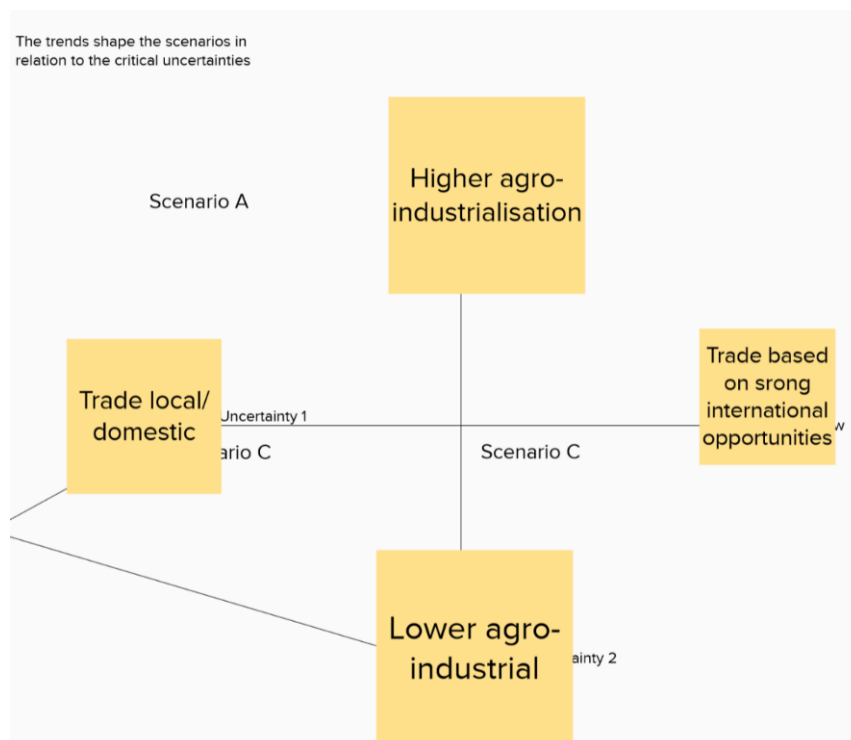 The trends shape the scenarios in
relation to the critical uncertainties
Higher agro-
industrialisation
Scenario A
Trade based
on srong
international
opportunities
w
Trade local/
domestic
Uncertainty 1
ario C
Scenario C
Lower agro-
industrial
ainty 2